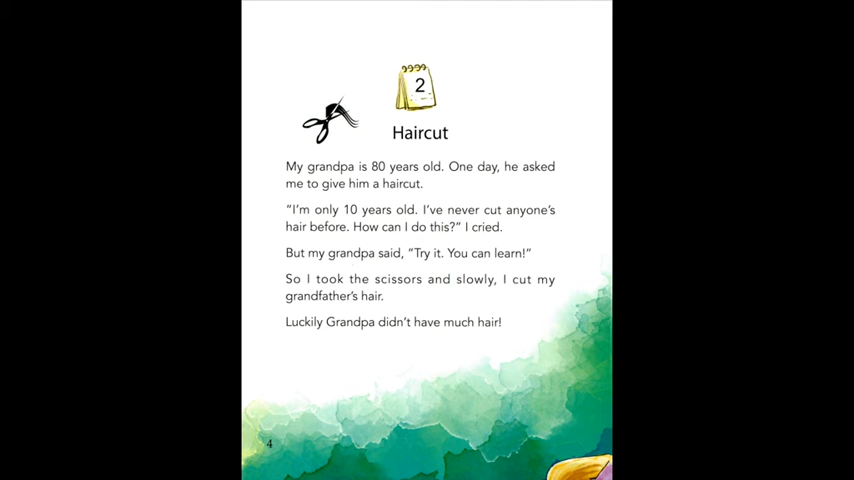 2
Haircut
My grandpa is 80 years old. One day, he asked
me to give him a haircut.
“I’m only 10 years old. I’ve never cut anyone’s
hair before. How can I do this?” I cried.
But my grandpa said, “Try it. You can learn!”
So I took the scissors and slowly, I cut my
grandfather’s hair.
Luckily Grandpa didn’t have much hair!
4